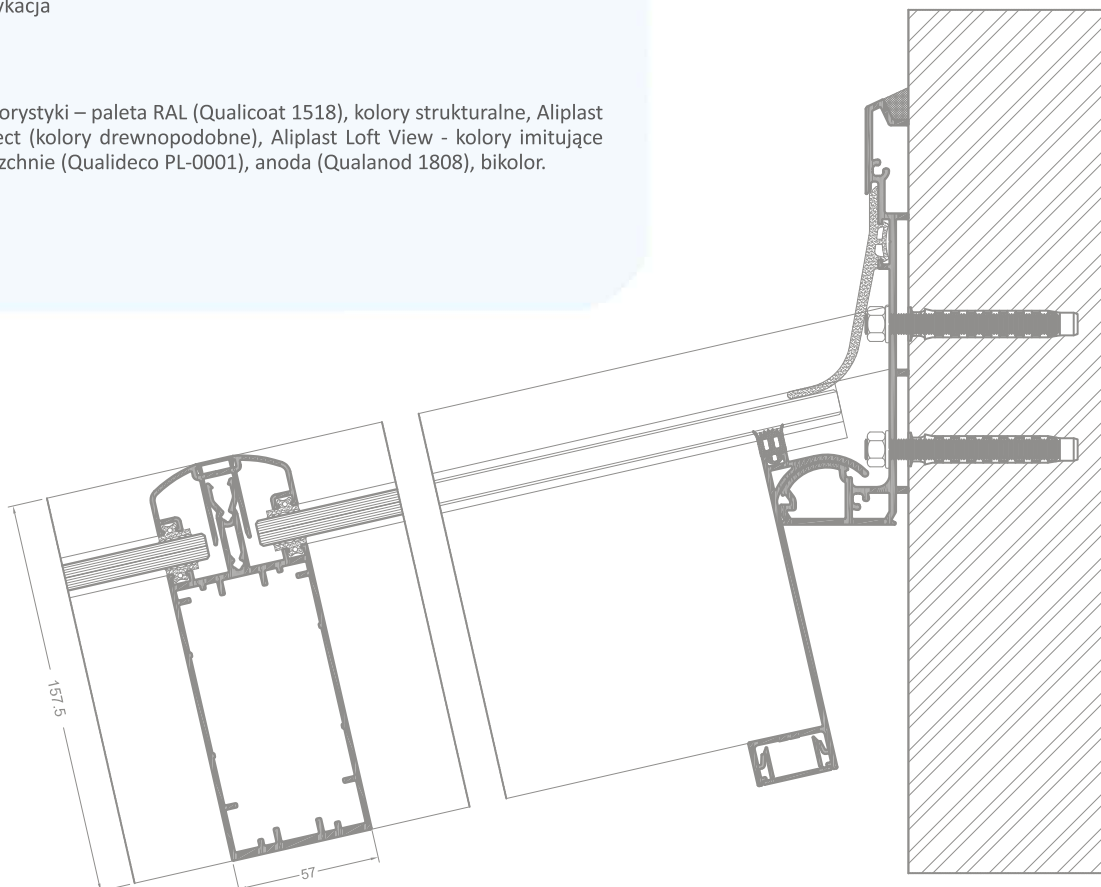 ykacja
orystyki – paleta RAL (Qualicoat 1518), kolory strukturalne, Aliplast
ect (kolory drewnopodobne), Aliplast Loft View - kolory imitujące
zchnie (Qualideco PL-0001), anoda (Qualanod 1808), bikolor.
157.5
57